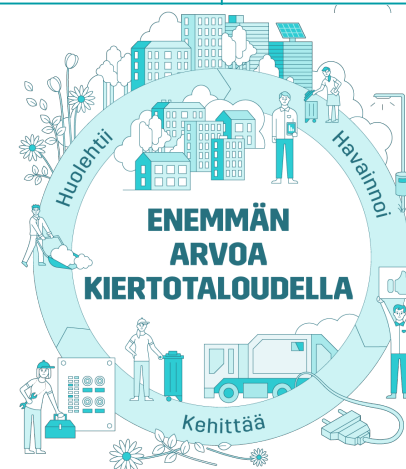 Huolehtii
Havainnoi
ENEMMÄN
ARVOA
KIERTOTALOUDELLA
Kehittää